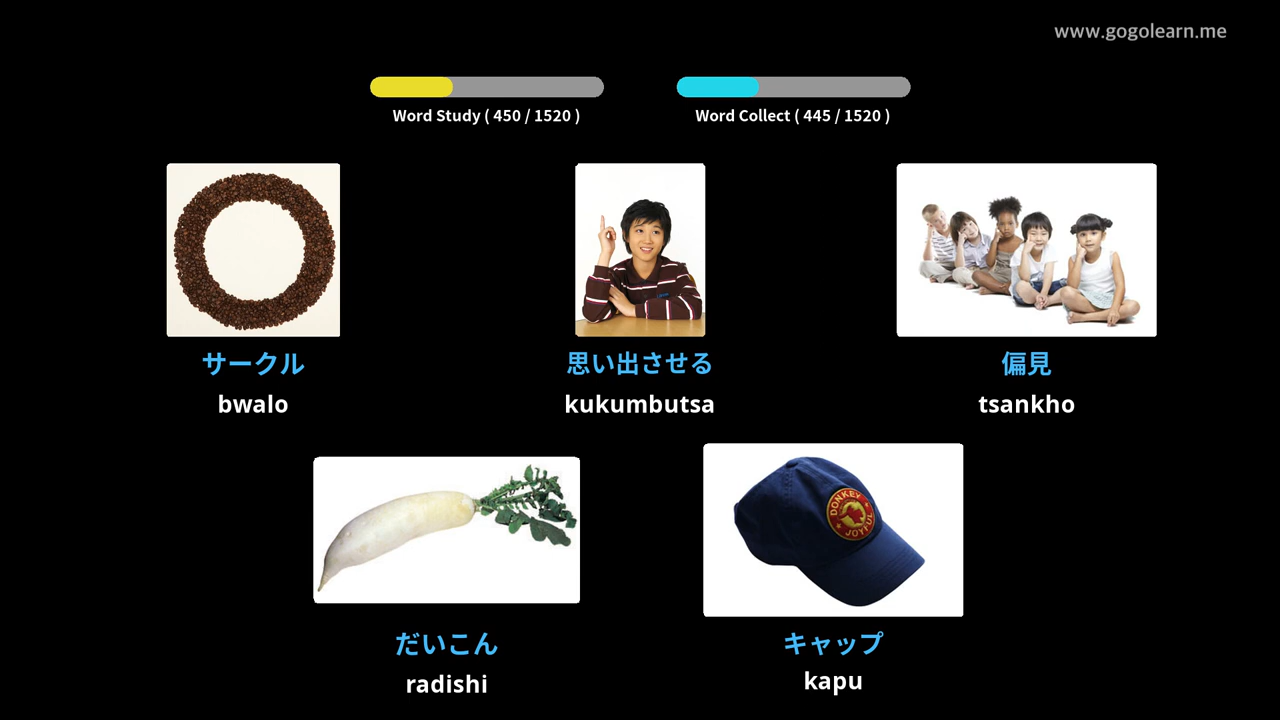 www.gogolearn.me
Word Study ( 450 / 1520 )
Word Collect ( 445 / 1520 )
サークル
bwalo
思い出させる
kukumbutsa
偏見
tsankho
DONKEY
JOYFUL
だいこん
radishi
キャップ
kapu